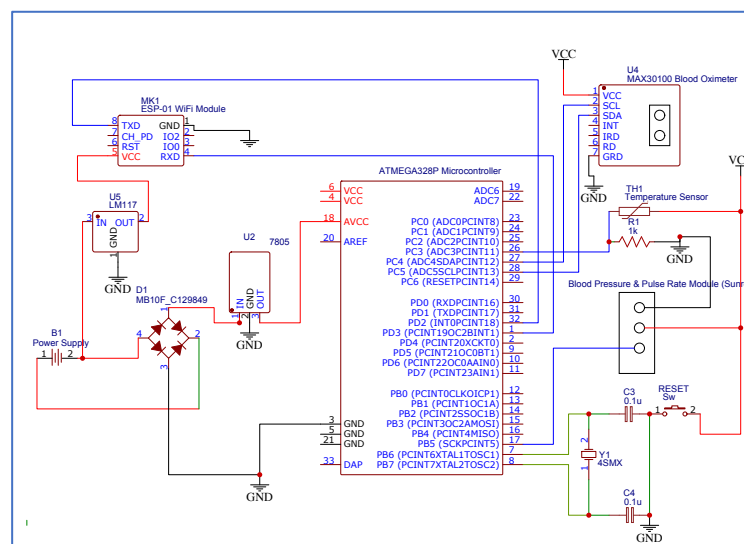 VCC
U4
MAX30100 Blood Oximeter
1 VCC
2 SCL
3 SDA
4 INT
5 IRD
6 RD
7 GRD
GND
MK1
ESP-01 WiFi Module
8 TXD GND 1
7 CH_PD IO2 2
6 RST IO0 3
5 VCC RXD 4
U5
LM117
3 IN OUT 2
GND
1
GND
U2 7805
IN
GND
OUT
1 2 3
GND
D1
MB10F_C129849
1
4 2
3
B1
Power Supply
1 2
ATMEGA328P Microcontroller
6 VCC
4 VCC
18 AVCC
20 AREF
3 GND
5 GND
21 GND
33 DAP
ADC6 19
ADC7 22
PC0 (ADC0PCINT8) 23
PC1 (ADC1PCINT9) 24
PC2 (ADC2PCINT10) 25
PC3 (ADC3PCINT11) 26
PC4 (ADC4SDAPCINT12) 27
PC5 (ADC5SCLPCINT13) 28
PC6 (RESETPCINT14) 29
PD0 (RXDPCINT16) 30
PD1 (TXDPCINT17) 31
PD2 (INT0PCINT18) 32
PD3 (PCINT19OC2BINT1) 1
PD4 (PCINT20XCKT0) 2
PD5 (PCINT21OC0BT1) 9
PD6 (PCINT22OC0AAIN0) 10
PD7 (PCINT23AIN1) 11
PB0 (PCINT0CLKOICP1) 12
PB1 (PCINT1OC1A) 13
PB2 (PCINT2SSOC1B) 14
PB3 (PCINT3OC2AMOSI) 15
PB4 (PCINT4MISO) 16
PB5 (SCKPCINT5) 17
PB6 (PCINT6XTAL1TOSC1) 7
PB7 (PCINT7XTAL2TOSC2) 8
GND
TH1
Temperature Sensor
R1
1k
GND
VC
Blood Pressure & Pulse Rate Module (Sunr
C3
0.1u
RESET
Sw
1 2
2
Y1
4SMX
1
C4
0.1u
GND